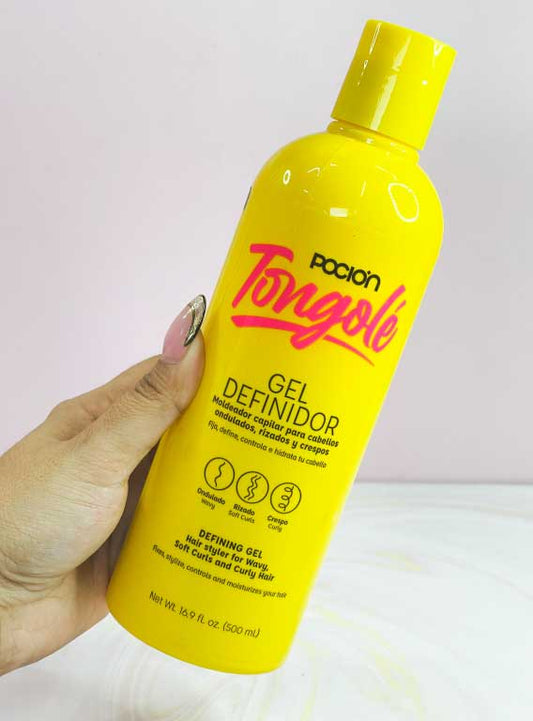 POCIÓN
Tongolé
GEL
DEFINIDOR
Moldeador capilar para cabellos
ondulados, rizados y crespos
Fija, define, controla e hidrata tu cabello
Ondulado Rizado Crespo
Wavy Soft Curls Curly
DEFINING GEL
Hair styler for Wavy,
Soft Curls and Curly Hair
Fixes, stylize, controls and moisturizes your hair
Net Wt. 16.9 fl. oz. (500 ml)